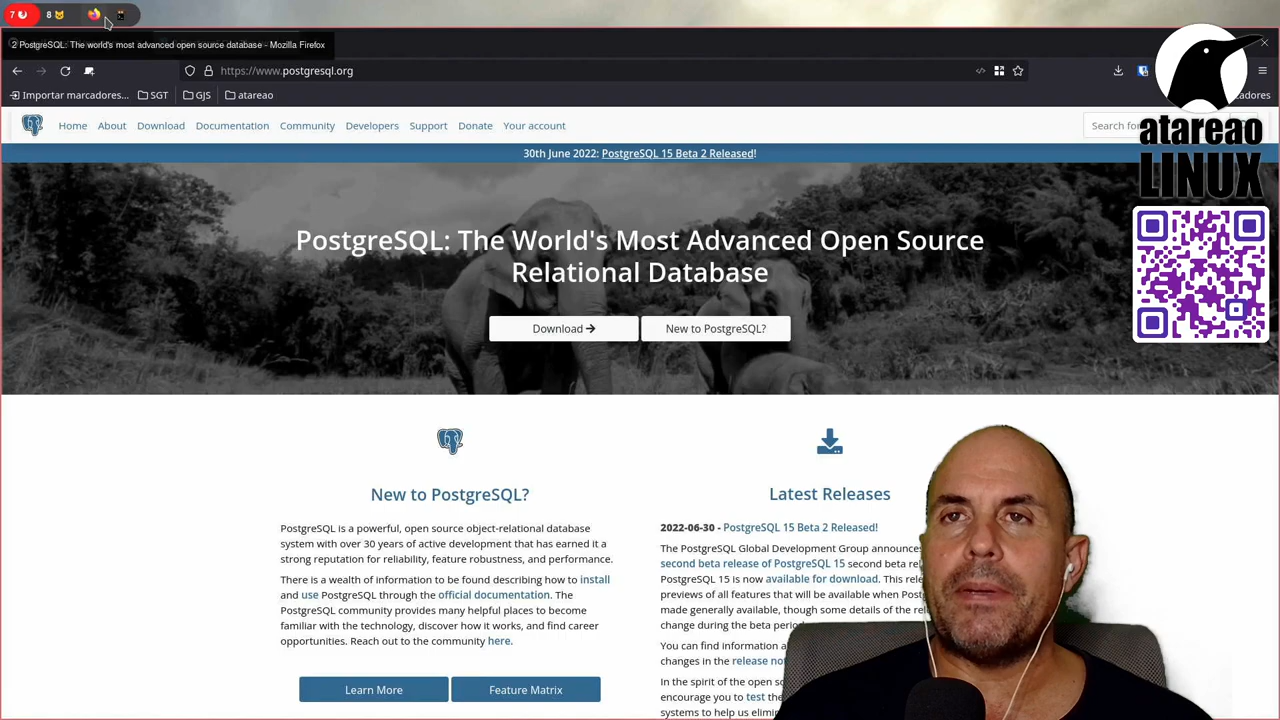 7
8
2 PostgreSQL: The world's most advanced open source database - Mozilla Firefox
https://www.postgresql.org
Importar marcadores...
SGT
GJS
atareao
adores
Home
About
Download
Documentation
Community
Developers
Support
Donate
Your account
Search for
30th June 2022: PostgreSQL 15 Beta 2 Released!
atareao
LINUX
PostgreSQL: The World's Most Advanced Open Source
Relational Database
Download
New to PostgreSQL?
New to PostgreSQL?
PostgreSQL is a powerful, open source object-relational database
system with over 30 years of active development that has earned it a
strong reputation for reliability, feature robustness, and performance.
There is a wealth of information to be found describing how to install
and use PostgreSQL through the official documentation. The
PostgreSQL community provides many helpful places to become
familiar with the technology, discover how it works, and find career
opportunities. Reach out to the community here.
Learn More
Feature Matrix
Latest Releases
2022-06-30 - PostgreSQL 15 Beta 2 Released!
The PostgreSQL Global Development Group announces
second beta release of PostgreSQL 15 second beta rel
PostgreSQL 15 is now available for download. This rele
previews of all features that will be available when Post
made generally available, though some details of the rel
change during the beta perio
You can find information a
changes in the release no
In the spirit of the open so
encourage you to test the
systems to help us elimin